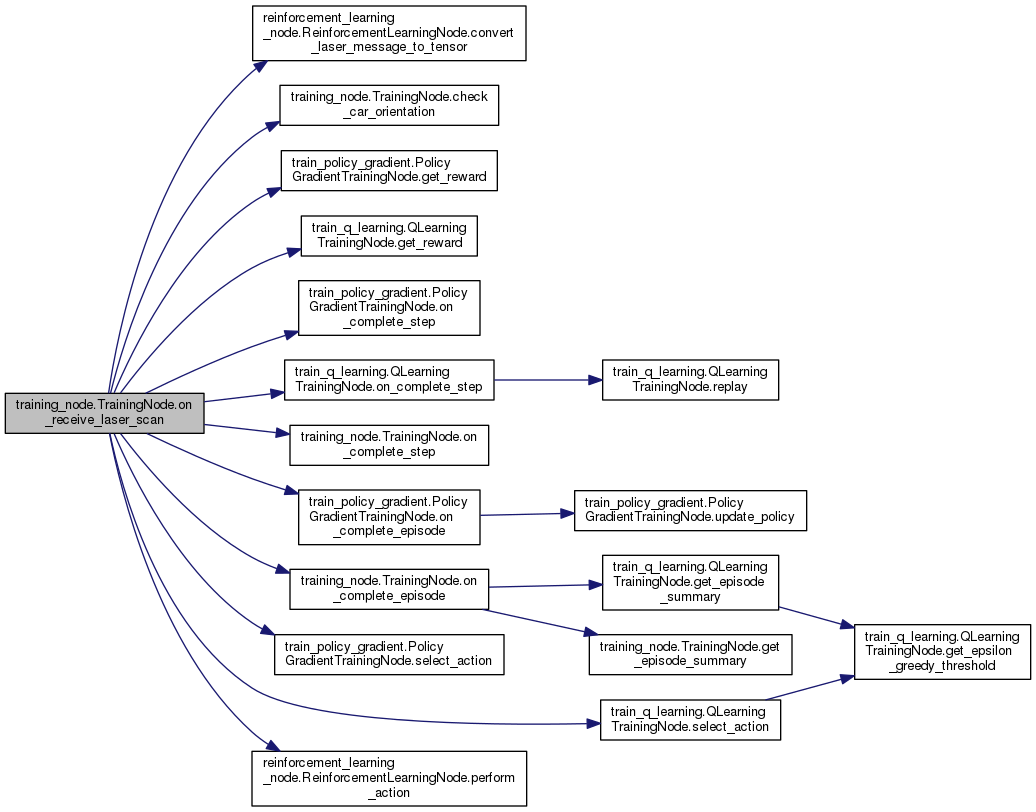 reinforcement_learning
_node.ReinforcementLearningNode.convert
_laser_message_to_tensor
training_node.TrainingNode.check
_car_orientation
train_policy_gradient.Policy
GradientTrainingNode.get_reward
train_q_learning.QLearning
TrainingNode.get_reward
train_policy_gradient.Policy
GradientTrainingNode.on
_complete_step
train_q_learning.QLearning
TrainingNode.on_complete_step
train_q_learning.QLearning
TrainingNode.replay
training_node.TrainingNode.on
_receive_laser_scan
training_node.TrainingNode.on
_complete_step
train_policy_gradient.Policy
GradientTrainingNode.on
_complete_episode
train_policy_gradient.Policy
GradientTrainingNode.update_policy
training_node.TrainingNode.on
_complete_episode
train_q_learning.QLearning
TrainingNode.get_episode
_summary
train_policy_gradient.Policy
GradientTrainingNode.select_action
training_node.TrainingNode.get
_episode_summary
train_q_learning.QLearning
TrainingNode.get_epsilon
_greedy_threshold
train_q_learning.QLearning
TrainingNode.select_action
reinforcement_learning
_node.ReinforcementLearningNode.perform
_action